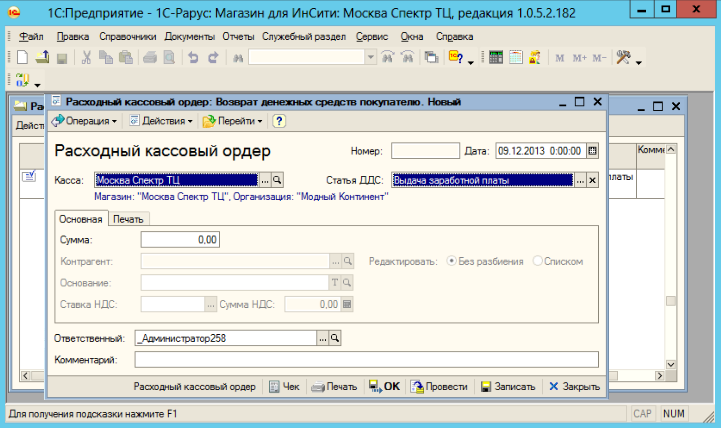 1С:Предприятие - 1С-Рарус: Магазин для ИнСити: Москва Спектр ТЦ, редакция 1.0.5.2.182
Файл Правка Справочники Документы Отчеты Служебный раздел Сервис Окна Справка
M M+ M-
Расходный кассовый ордер: Возврат денежных средств покупателю. Новый
Операция Действия Перейти
Расходный кассовый ордер Номер: Дата: 09.12.2013 0:00:00
Касса: Москва Спектр ТЦ ... Статья ДДС: Выдача заработной платы ... x
Магазин: "Москва Спектр ТЦ", Организация: "Модный Континент"
Основная Печать
Сумма: 0,00
Контрагент: ... Редактировать: Без разбиения Списком
Основание: T
Ставка НДС: ... Сумма НДС: 0,00
Ответственный: _Администратор258 ...
Комментарий:
Расходный кассовый ордер Чек Печать OK Провести Записать Закрыть
Для получения подсказки нажмите F1 CAP NUM